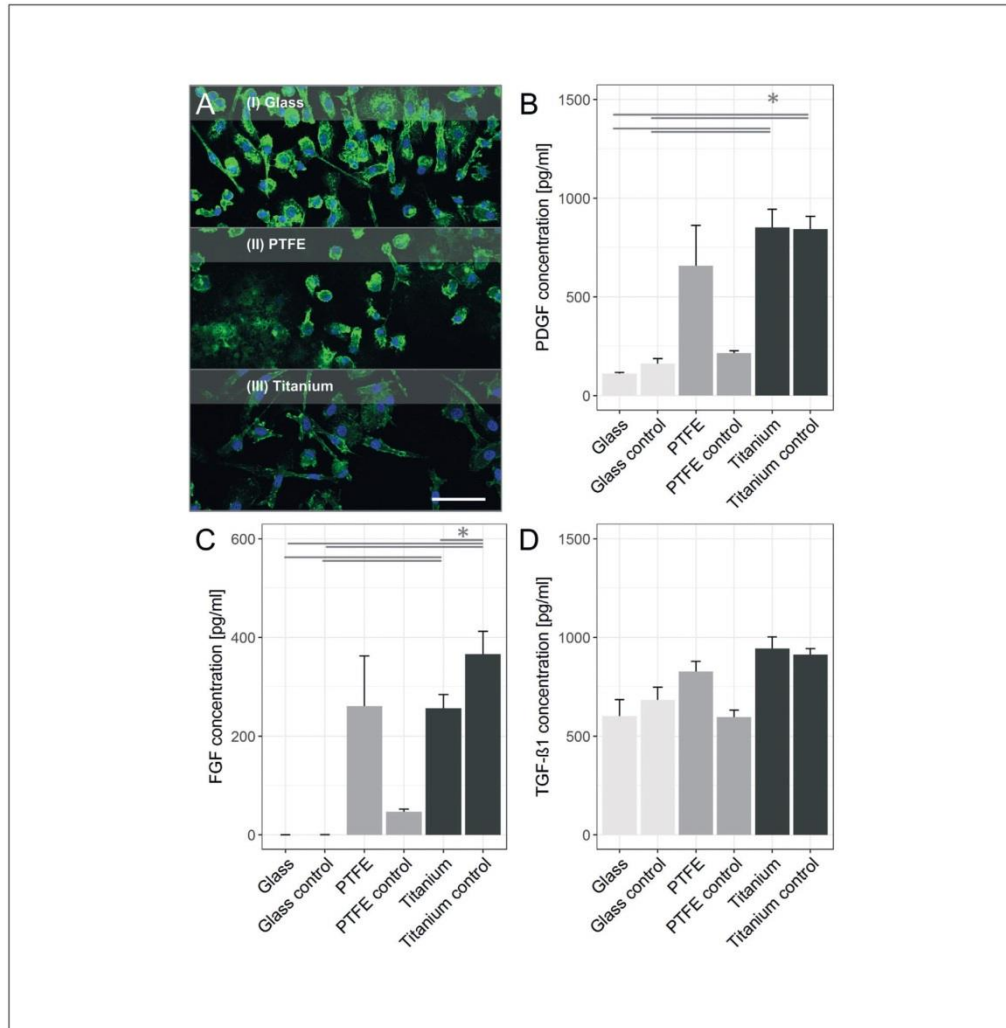 A
(I) Glass
(II) PTFE
(III) Titanium
B
*
PDGF concentration [pg/ml]
1500
1000
500
0
Glass
Glass control
PTFE
PTFE control
Titanium
Titanium control
C
*
FGF concentration [pg/ml]
600
400
200
0
Glass
Glass control
PTFE
PTFE control
Titanium
Titanium control
D
TGF-ß1 concentration [pg/ml]
1500
1000
500
0
Glass
Glass control
PTFE
PTFE control
Titanium
Titanium control